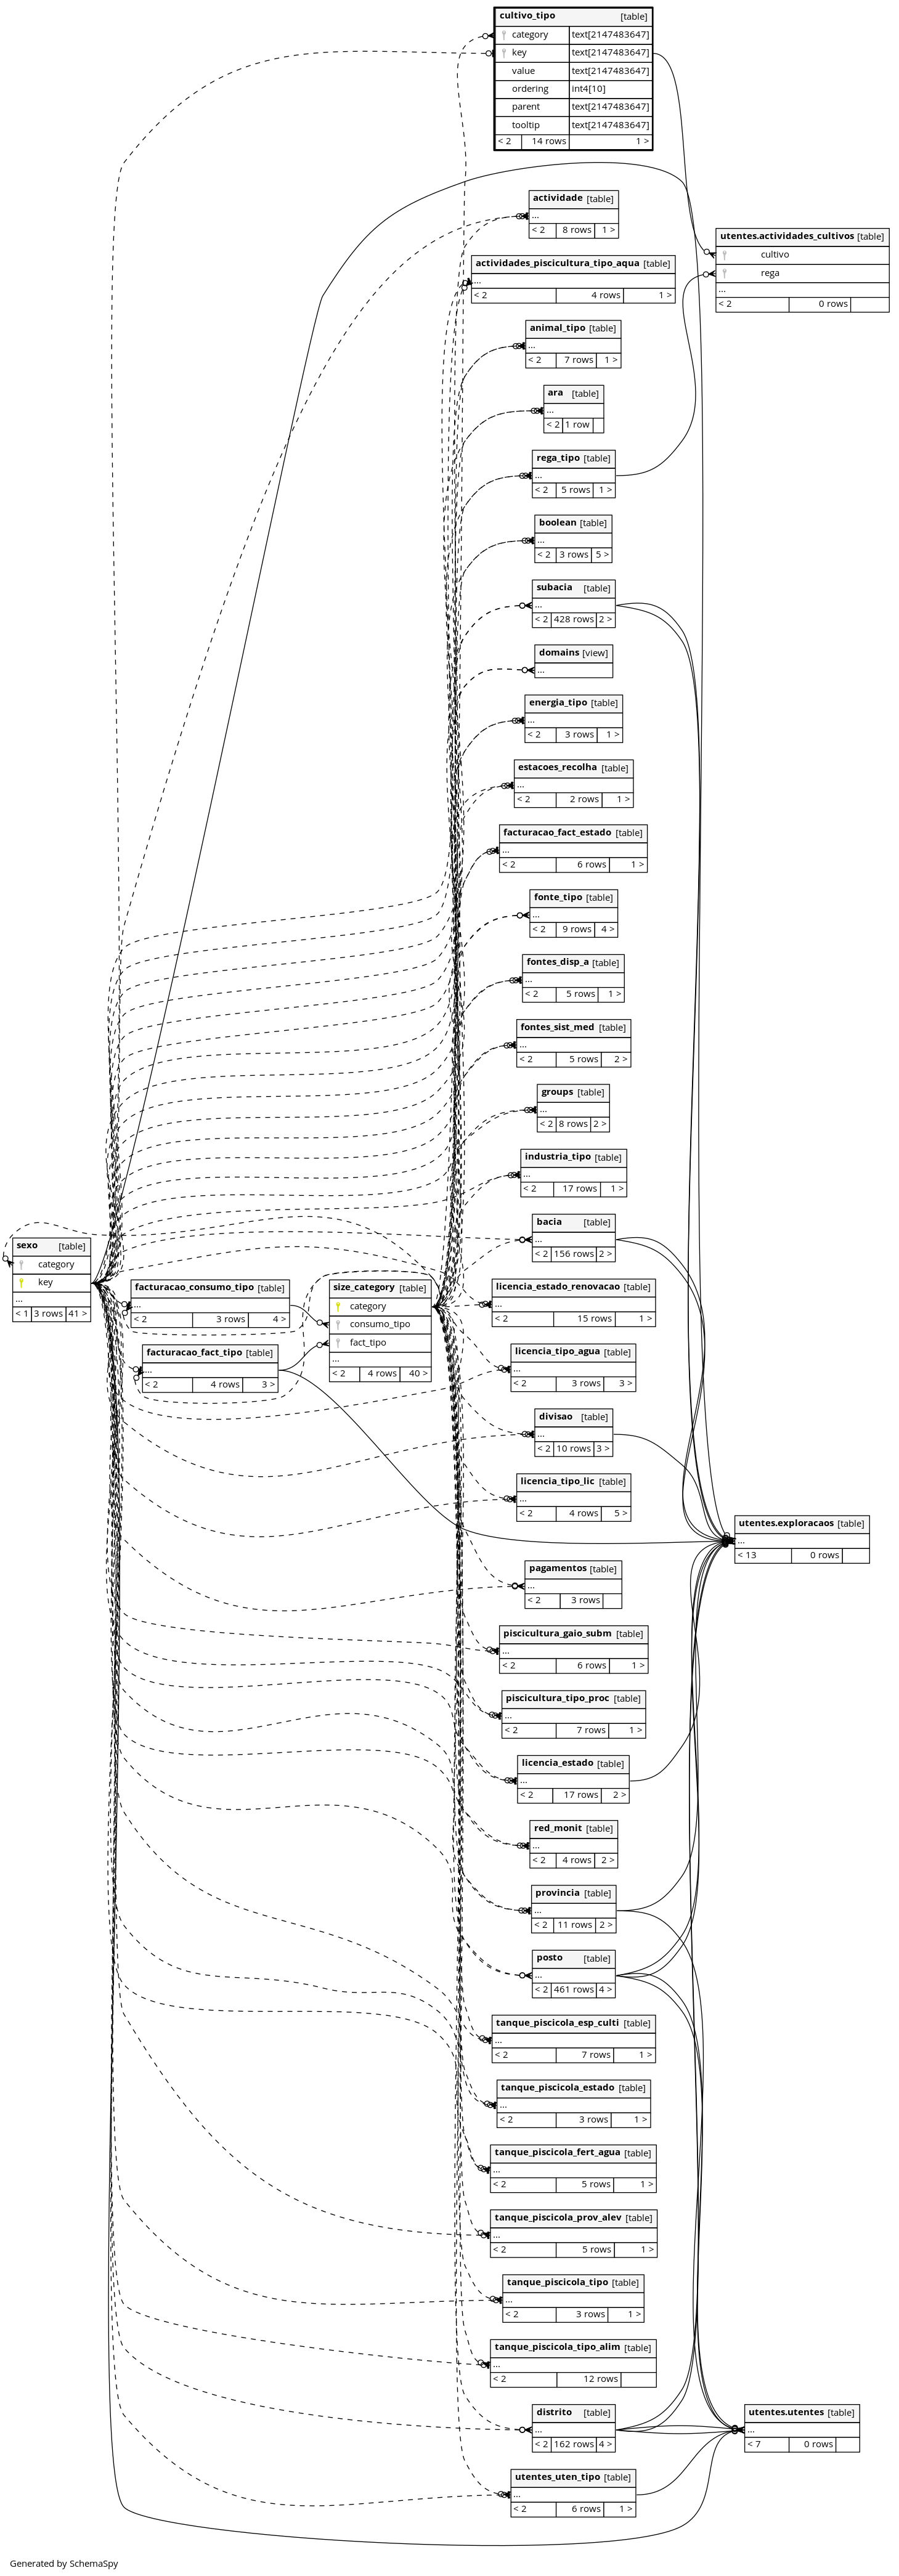 cultivo_tipo [table]
category text[2147483647]
key text[2147483647]
value text[2147483647]
ordering int4[10]
parent text[2147483647]
tooltip text[2147483647]
< 2 14 rows 1 >
actividade [table]
...
< 2 8 rows 1 >
utentes.actividades_cultivos [table]
cultivo
rega
...
< 2 0 rows
actividades_piscicultura_tipo_aqua [table]
...
< 2 4 rows 1 >
animal_tipo [table]
...
< 2 7 rows 1 >
ara [table]
...
< 2 1 row
rega_tipo [table]
...
< 2 5 rows 1 >
boolean [table]
...
< 2 3 rows 5 >
subacia [table]
...
< 2 428 rows 2 >
domains [view]
...
energia_tipo [table]
...
< 2 3 rows 1 >
estacoes_recolha [table]
...
< 2 2 rows 1 >
facturacao_fact_estado [table]
...
< 2 6 rows 1 >
fonte_tipo [table]
...
< 2 9 rows 4 >
fontes_disp_a [table]
...
< 2 5 rows 1 >
fontes_sist_med [table]
...
< 2 5 rows 2 >
groups [table]
...
< 2 8 rows 2 >
industria_tipo [table]
...
< 2 17 rows 1 >
bacia [table]
...
< 2 156 rows 2 >
sexo [table]
category
key
...
< 1 3 rows 41 >
facturacao_consumo_tipo [table]
...
< 2 3 rows 4 >
facturacao_fact_tipo [table]
...
< 2 4 rows 3 >
size_category [table]
category
consumo_tipo
fact_tipo
...
< 2 4 rows 40 >
licencia_estado_renovacao [table]
...
< 2 15 rows 1 >
licencia_tipo_agua [table]
...
< 2 3 rows 3 >
divisao [table]
...
< 2 10 rows 3 >
licencia_tipo_lic [table]
...
< 2 4 rows 5 >
utentes.exploracaos [table]
...
< 13 0 rows
pagamentos [table]
...
< 2 3 rows
piscicultura_gaio_subm [table]
...
< 2 6 rows 1 >
piscicultura_tipo_proc [table]
...
< 2 7 rows 1 >
licencia_estado [table]
...
< 2 17 rows 2 >
red_monit [table]
...
< 2 4 rows 2 >
provincia [table]
...
< 2 11 rows 2 >
posto [table]
...
< 2 461 rows 4 >
tanque_piscicola_esp_culti [table]
...
< 2 7 rows 1 >
tanque_piscicola_estado [table]
...
< 2 3 rows 1 >
tanque_piscicola_fert_agua [table]
...
< 2 5 rows 1 >
tanque_piscicola_prov_alev [table]
...
< 2 5 rows 1 >
tanque_piscicola_tipo [table]
...
< 2 3 rows 1 >
tanque_piscicola_tipo_alim [table]
...
< 2 12 rows
distrito [table]
...
< 2 162 rows 4 >
utentes.utentes [table]
...
< 7 0 rows
utentes_uten_tipo [table]
...
< 2 6 rows 1 >
Generated by SchemaSpy